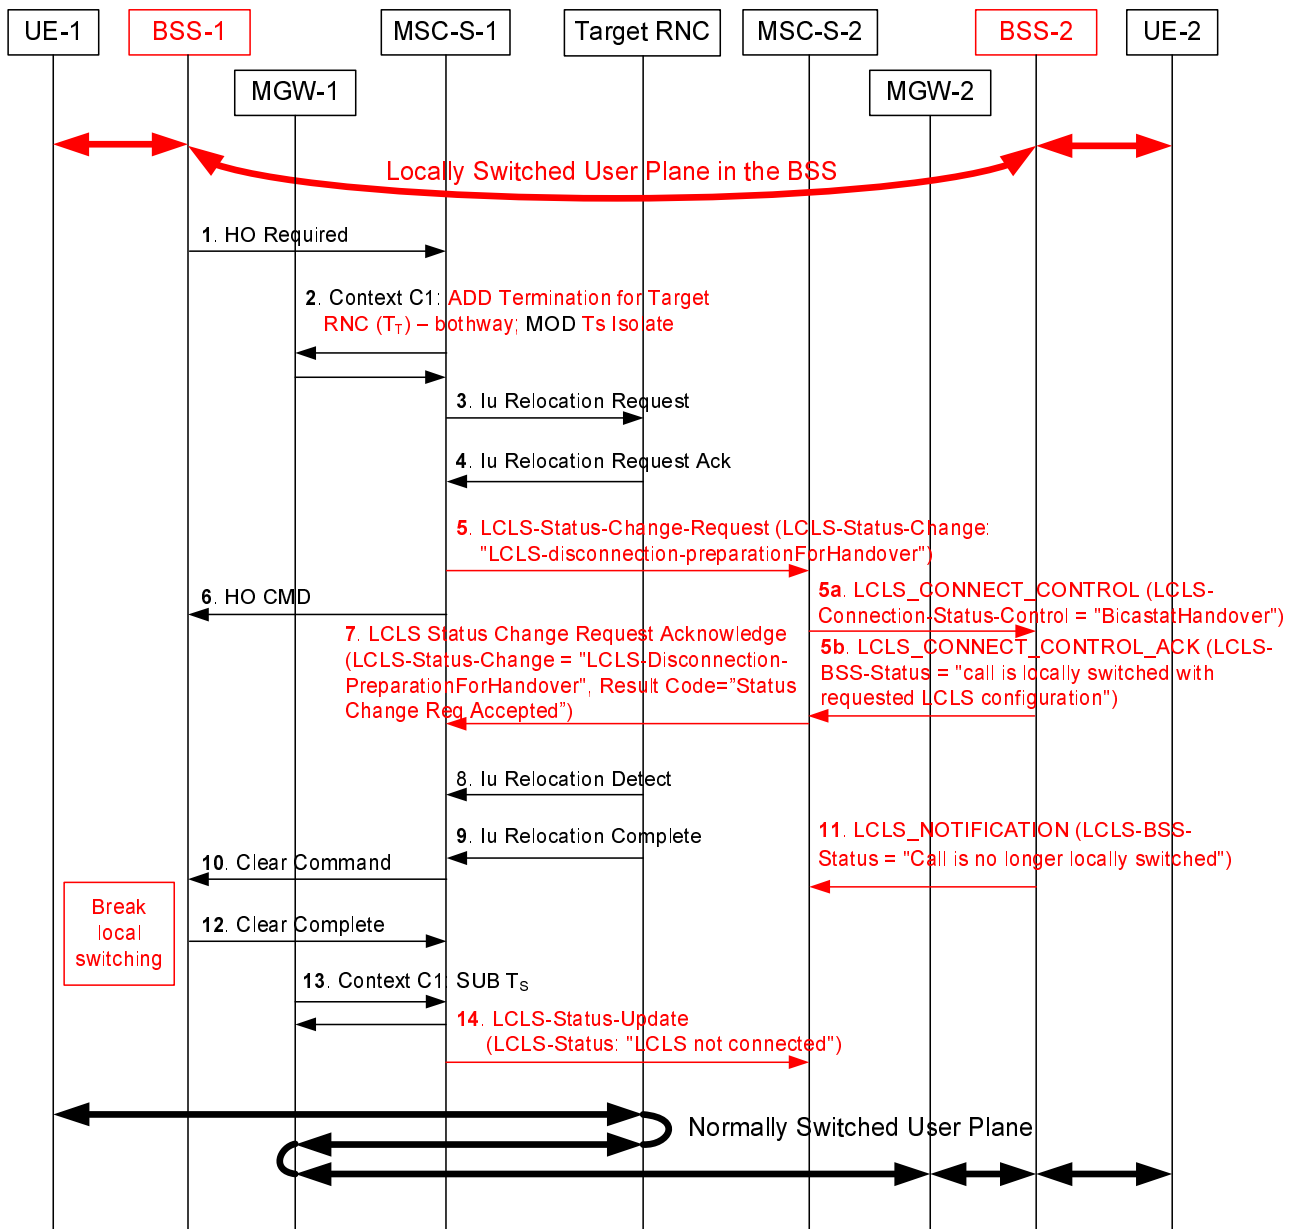 UE-1
BSS-1
MSC-S-1
Target RNC
MSC-S-2
BSS-2
UE-2
MGW-1
MGW-2
Locally Switched User Plane in the BSS
1. HO Required
2. Context C1: ADD Termination for Target
RNC (TT) – bothway; MOD Ts Isolate
3. Iu Relocation Request
4. Iu Relocation Request Ack
5. LCLS-Status-Change-Request (LCLS-Status-Change:
"LCLS-disconnection-preparationForHandover")
5a. LCLS_CONNECT_CONTROL (LCLS-
Connection-Status-Control = "BicastatHandover")
6. HO CMD
7. LCLS Status Change Request Acknowledge
(LCLS-Status-Change = "LCLS-Disconnection-
PreparationForHandover", Result Code=”Status
Change Req Accepted”)
5b. LCLS_CONNECT_CONTROL_ACK (LCLS-
BSS-Status = "call is locally switched with
requested LCLS configuration")
8. Iu Relocation Detect
9. Iu Relocation Complete
11. LCLS_NOTIFICATION (LCLS-BSS-
Status = "Call is no longer locally switched")
10. Clear Command
Break
local
switching
12. Clear Complete
13. Context C1: SUB TS
14. LCLS-Status-Update
(LCLS-Status: "LCLS not connected")
Normally Switched User Plane